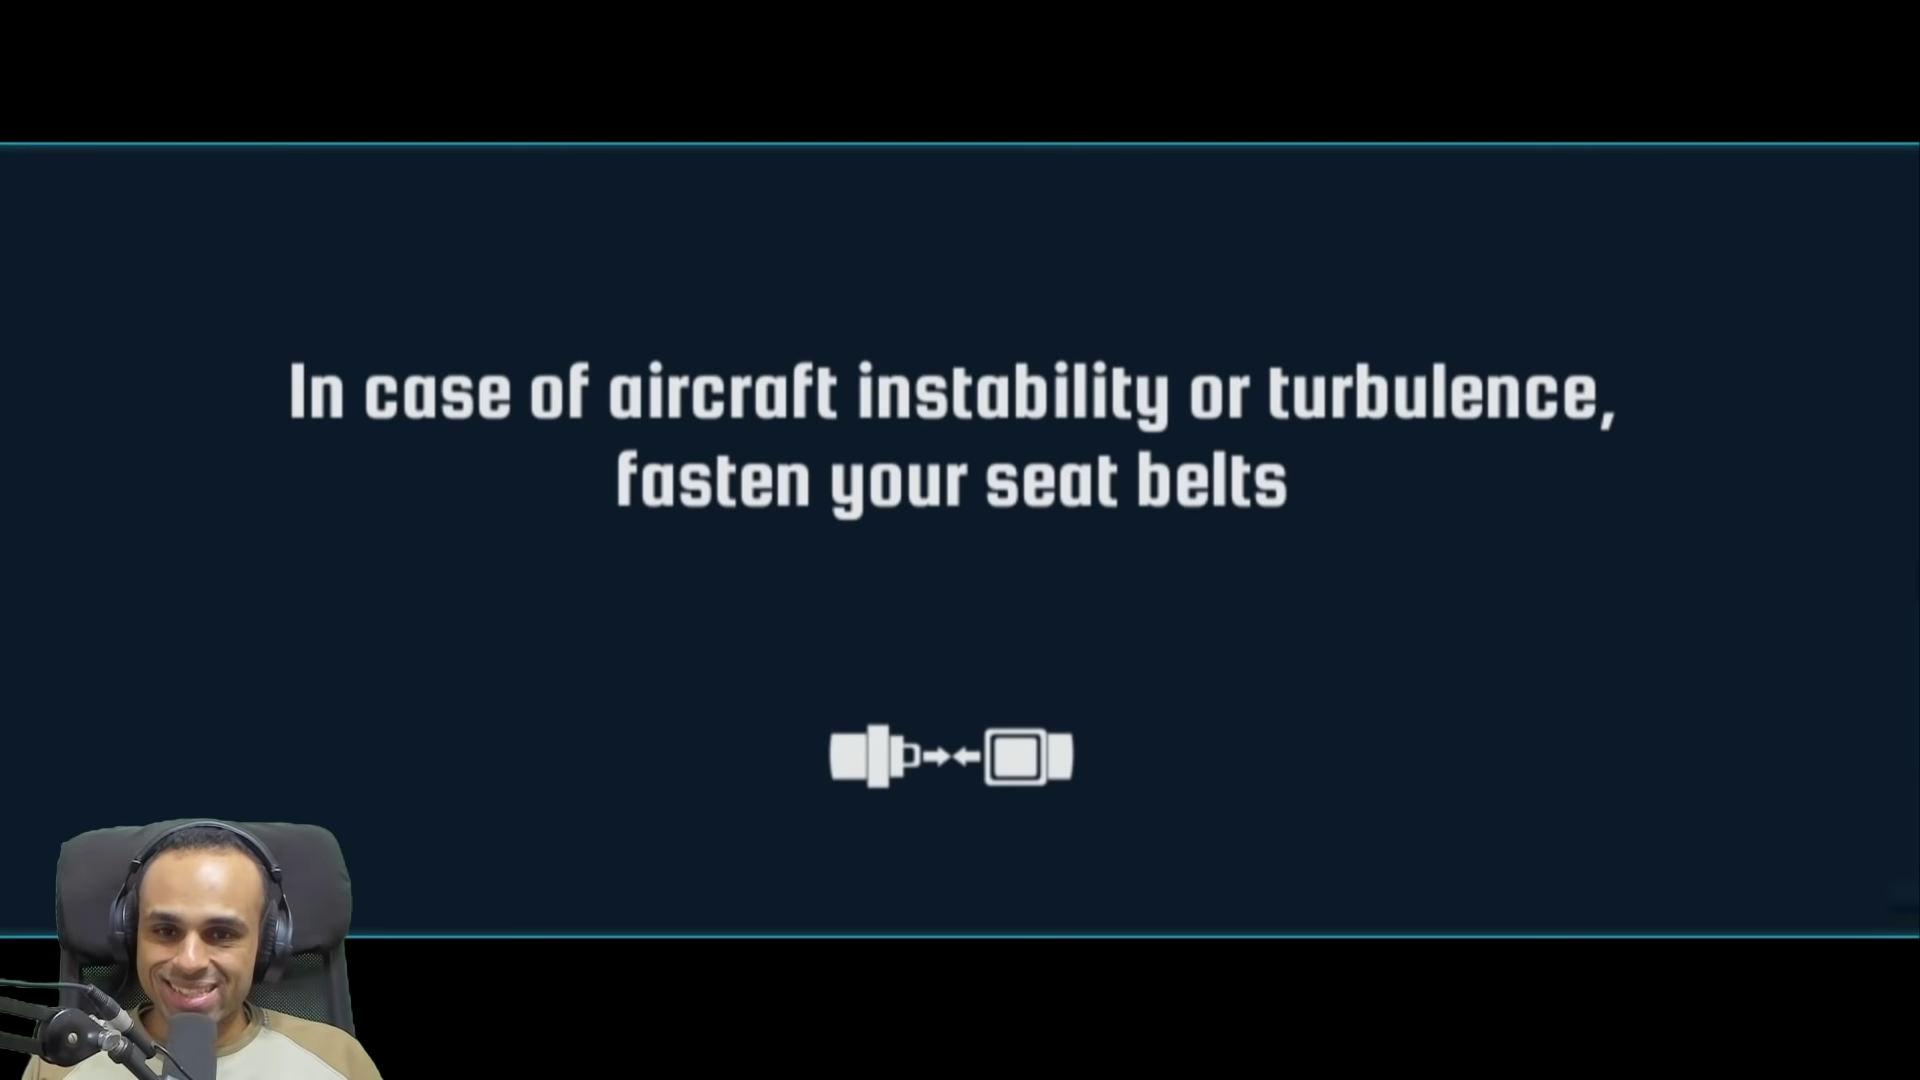 In case of aircraft instability or turbulence,
fasten your seat belts